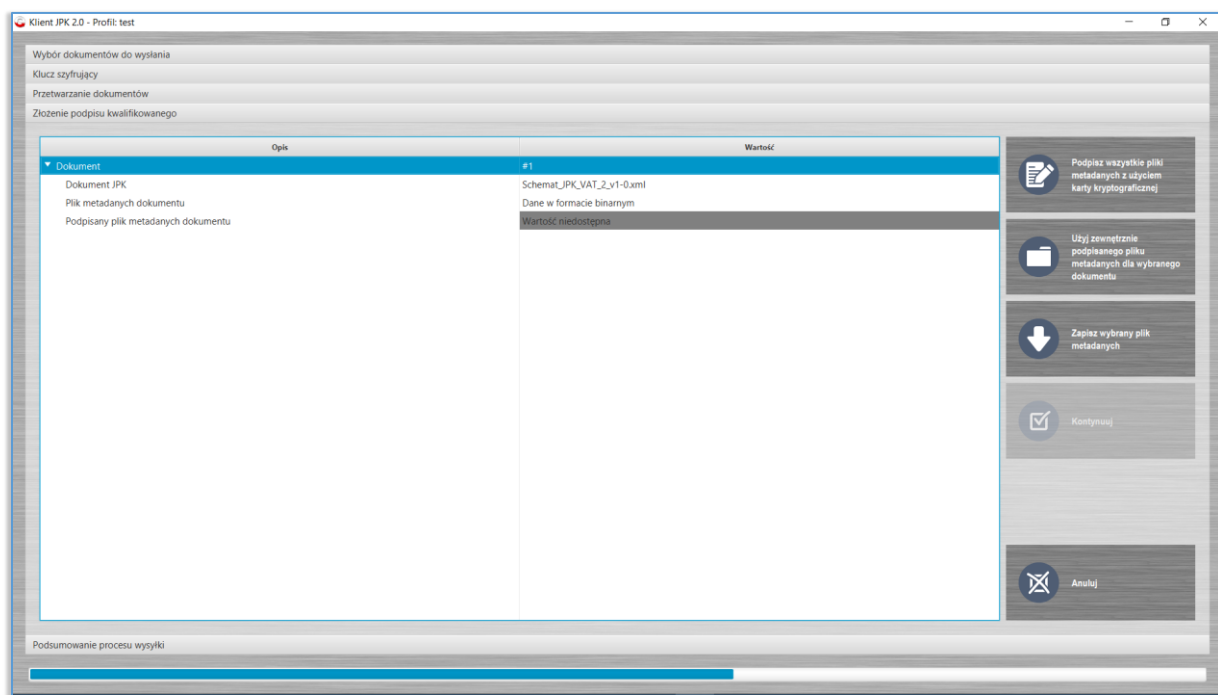 Klient JPK 2.0 - Profil: test
Wybór dokumentów do wysłania
Klucz szyfrujący
Przetwarzanie dokumentów
Złożenie podpisu kwalifikowanego
Opis
Wartość
Dokument
#1
Dokument JPK
Schemat_JPK_VAT_2_v1-0.xml
Plik metadanych dokumentu
Dane w formacie binarnym
Podpisany plik metadanych dokumentu
Wartość niedostępna
Podpisz wszystkie pliki
metadanych z użyciem
karty kryptograficznej
Użyj zewnętrznie
podpisanego pliku
metadanych dla wybranego
dokumentu
Zapisz wybrany plik
metadanych
Kontynuuj
Anuluj
Podsumowanie procesu wysyłki